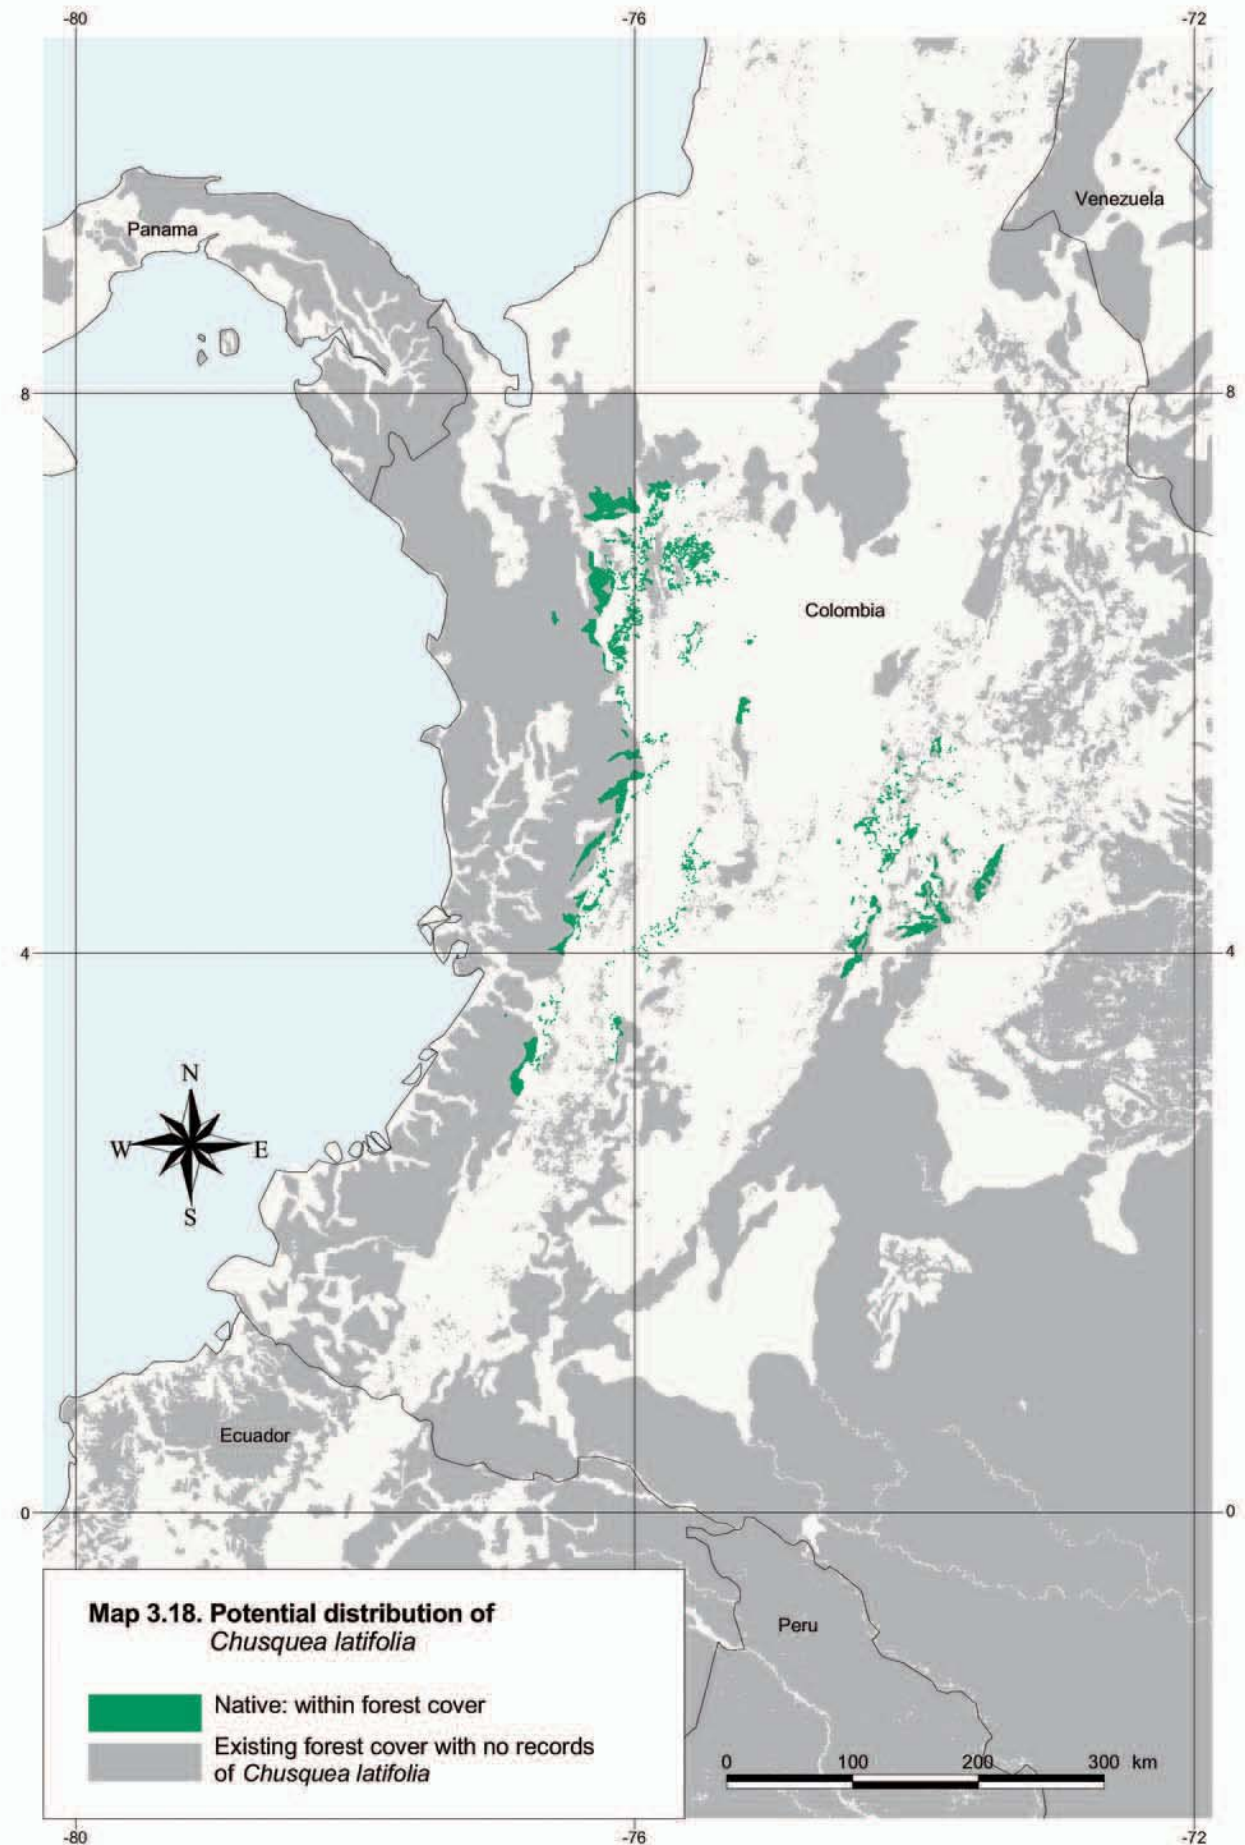 -80 -76 -72
Venezuela
Panama
8 8
Colombia
4 4
N
W E
S
Ecuador
0 0
Map 3.18. Potential distribution of
Chusquea latifolia
Peru
Native: within forest cover
Existing forest cover with no records
of Chusquea latifolia
0 100 200 300 km
-80 -76 -72